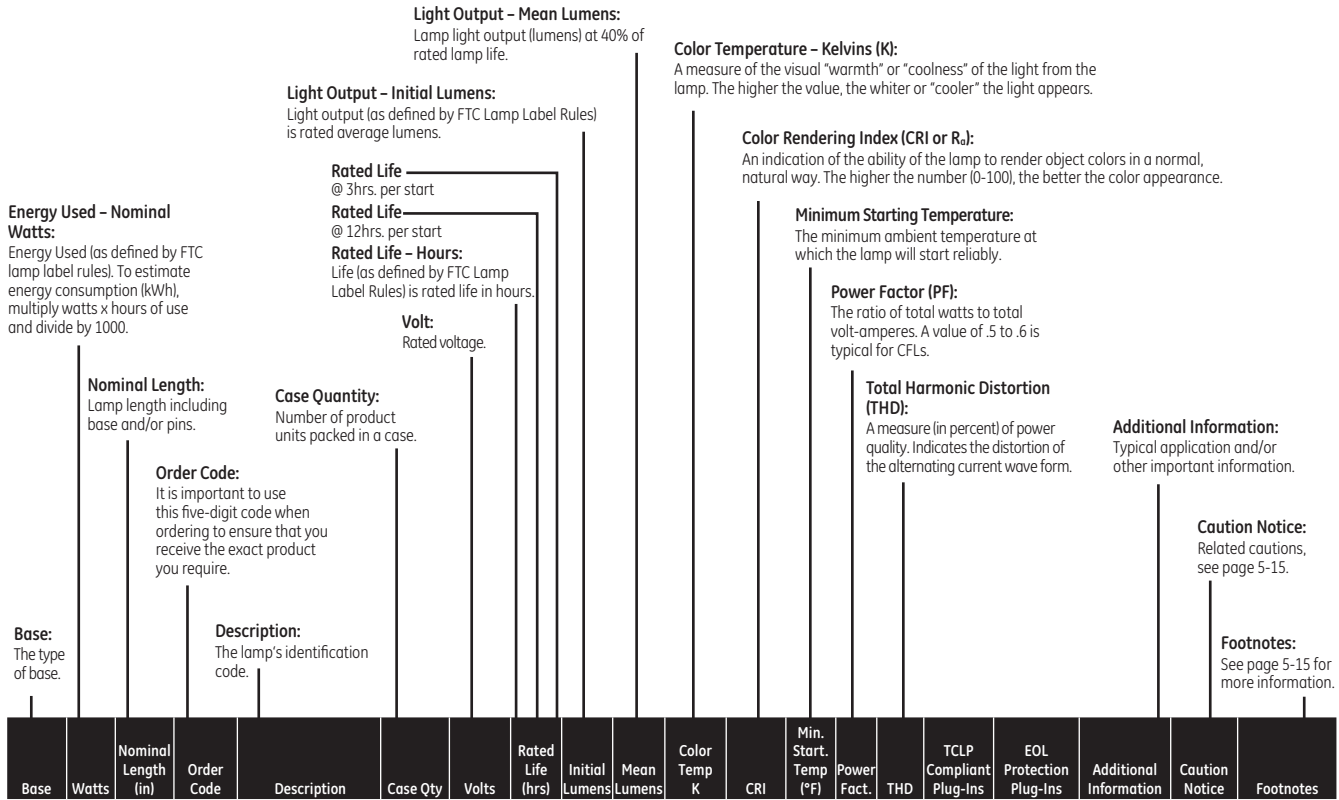 Light Output – Mean Lumens:
Lamp light output (lumens) at 40% of
rated lamp life.
Color Temperature – Kelvins (K):
A measure of the visual “warmth” or “coolness” of the light from the
lamp. The higher the value, the whiter or “cooler” the light appears.
Light Output – Initial Lumens:
Light output (as defined by FTC Lamp Label Rules)
is rated average lumens.
Color Rendering Index (CRI or Ra):
An indication of the ability of the lamp to render object colors in a normal,
natural way. The higher the number (0-100), the better the color appearance.
Rated Life
@ 3hrs. per start
Rated Life
@ 12hrs. per start
Rated Life – Hours:
Life (as defined by FTC Lamp
Label Rules) is rated life in hours.
Energy Used – Nominal
Watts:
Energy Used (as defined by FTC
lamp label rules). To estimate
energy consumption (kWh),
multiply watts x hours of use
and divide by 1000.
Minimum Starting Temperature:
The minimum ambient temperature at
which the lamp will start reliably.
Power Factor (PF):
The ratio of total watts to total
volt-amperes. A value of .5 to .6 is
typical for CFLs.
Volt:
Rated voltage.
Nominal Length:
Lamp length including
base and/or pins.
Case Quantity:
Number of product
units packed in a case.
Total Harmonic Distortion
(THD):
A measure (in percent) of power
quality. Indicates the distortion of
the alternating current wave form.
Additional Information:
Typical application and/or
other important information.
Order Code:
It is important to use
this five-digit code when
ordering to ensure that you
receive the exact product
you require.
Caution Notice:
Related cautions,
see page 5-15.
Base:
The type
of base.
Description:
The lamp's identification
code.
Footnotes:
See page 5-15 for
more information.
Base
Watts
Nominal
Length
(in)
Order
Code
Description
Case Qty
Volts
Rated
Life
(hrs)
Initial
Lumens
Mean
Lumens
Color
Temp
K
CRI
Min.
Start.
Temp
(°F)
Power
Fact.
THD
TCLP
Compliant
Plug-Ins
EOL
Protection
Plug-Ins
Additional
Information
Caution
Notice
Footnotes